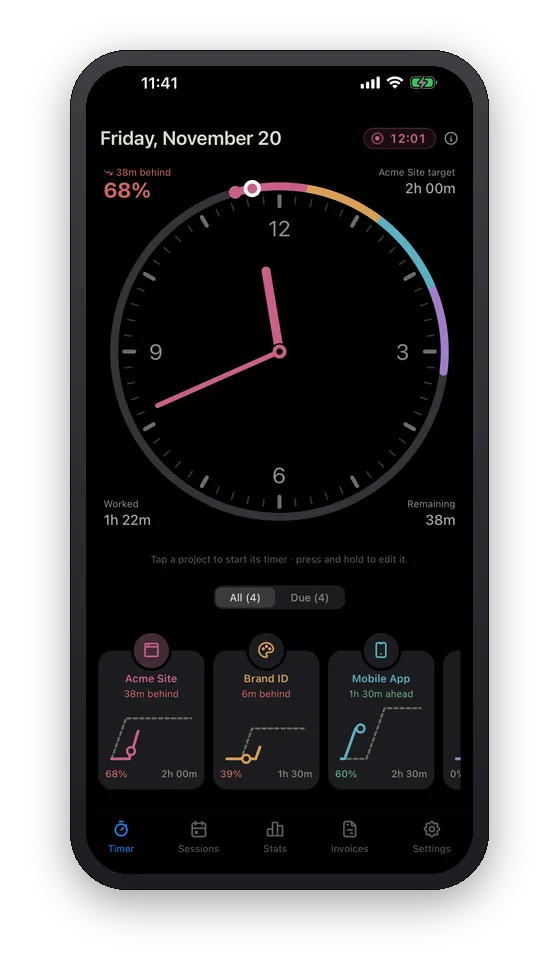 11:41
Friday, November 20
12:01
38m behind
68%
Acme Site target
2h 00m
12
3
6
9
Worked
1h 22m
Remaining
38m
Tap a project to start its timer · press and hold to edit it.
All (4)
Due (4)
Acme Site
38m behind
68%
2h 00m
Brand ID
6m behind
39%
1h 30m
Mobile App
1h 30m ahead
60%
2h 30m
0%
Timer
Sessions
Stats
Invoices
Settings